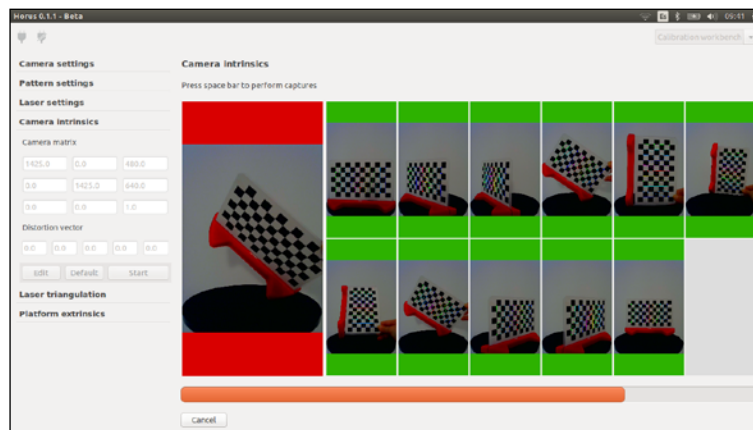 Horus 0.1.1 - Beta
En
09:41
Calibration workbench
Camera settings
Pattern settings
Laser settings
Camera intrinsics
Camera matrix
1425.0 0.0 480.0
0.0 1425.0 640.0
0.0 0.0 1.0
Distortion vector
0.0 0.0 0.0 0.0 0.0
Edit Default Start
Laser triangulation
Platform extrinsics
Camera intrinsics
Press space bar to perform captures
Cancel